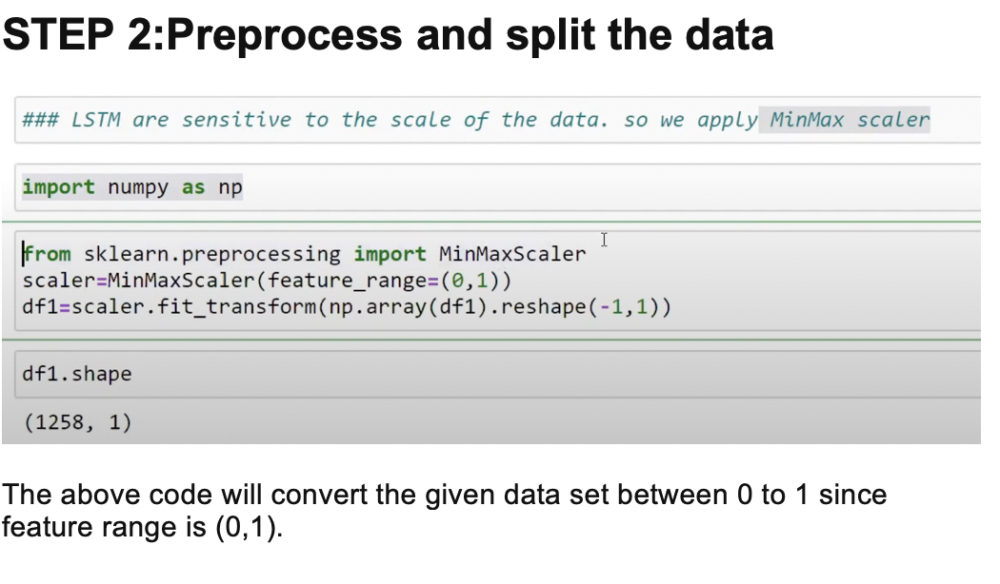 STEP 2:Preprocess and split the data
### LSTM are sensitive to the scale of the data. so we apply MinMax scaler
import numpy as np
from sklearn.preprocessing import MinMaxScaler
scaler=MinMaxScaler(feature_range=(0,1))
df1=scaler.fit_transform(np.array(df1).reshape(-1,1))
df1.shape
(1258, 1)
The above code will convert the given data set between 0 to 1 since
feature range is (0,1).